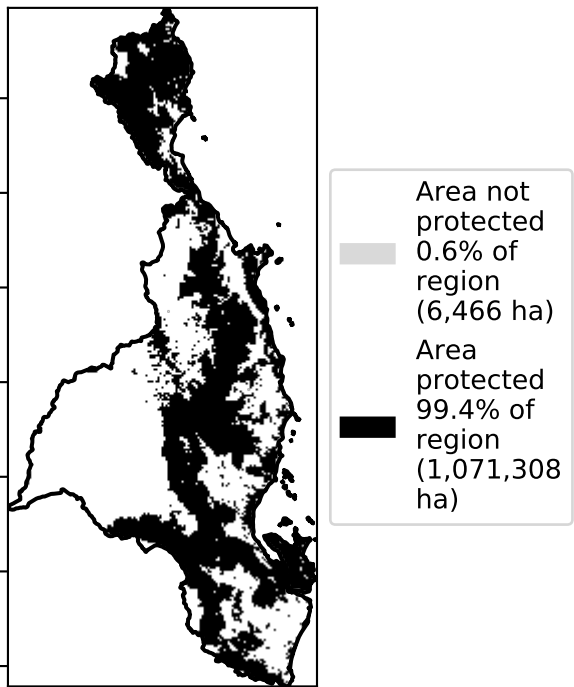 Area not
protected
0.6% of
region
(6,466 ha)
Area
protected
99.4% of
region
(1,071,308
ha)